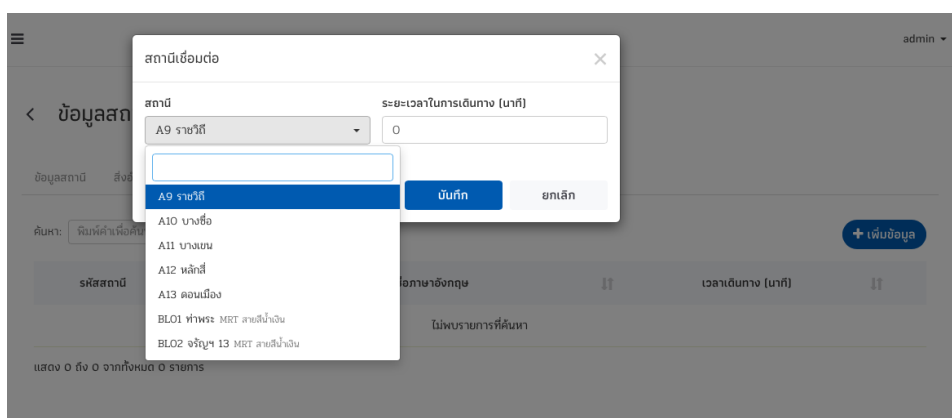 admin
สถานีเชื่อมต่อ
สถานี
ระยะเวลาในการเดินทาง (นาที)
A9 ราชวิถี
0
ข้อมูลสถ
ข้อมูลสถานี
A9 ราชวิถี
บันทึก
ยกเลิก
A10 บางซื่อ
ค้นหา:
พิมพ์คำเพื่อค้น
+ เพิ่มข้อมูล
A11 บางเขน
A12 หลักสี่
รหัสสถานี
ภาษาอังกฤษ
เวลาเดินทาง (นาที)
A13 ดอนเมือง
BL01 ท่าพระ MRT สายสีน้ำเงิน
ไม่พบรายการที่ค้นหา
BL02 จรัญฯ 13 MRT สายสีน้ำเงิน
แสดง 0 ถึง 0 จากทั้งหมด 0 รายการ